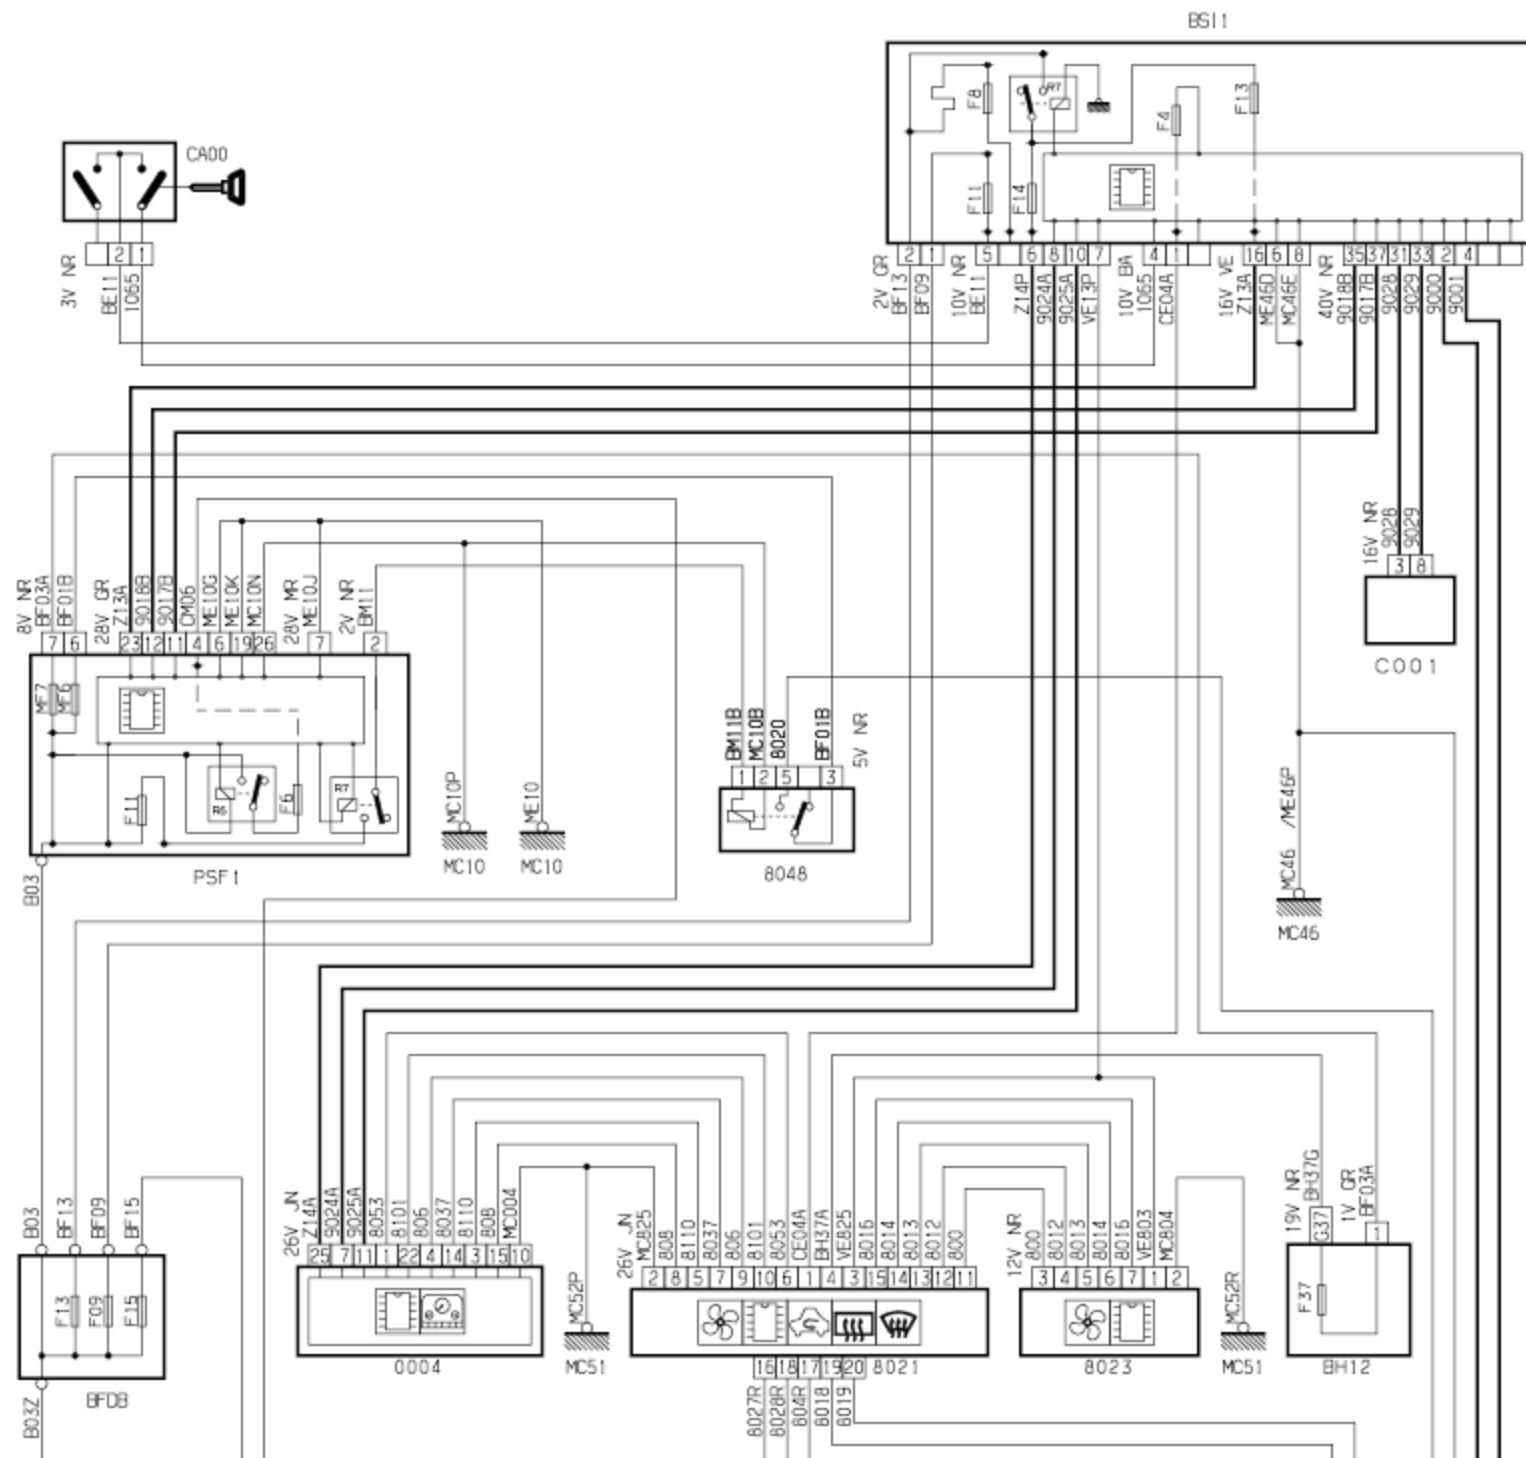 BSI1
F8
R7
F4
F13
F11
F14
CA00
2 1
3V NR
BE11
1065
2 1 5 6 8 10 7 4 1 16 6 8 35 37 31 33 2 4
2V GR
BF13
BF09
10V NR
BE11
Z14P
9024A
9025A
VE13P
10V BA
1065
CE04A
16V VE
Z13A
ME46D
MC46E
40V NR
9018B
9017B
9028
9029
9000
9001
16V NR
9028
9029
3 8
C001
8V NR
BF03A
BF01B
28V GR
Z13A
9018B
9017B
CM06
ME10G
ME10K
MC10N
28V MR
ME10J
2V NR
BM11
7 6 23 12 11 4 6 19 26 7 2
MF7
MF6
F11
R6
F6
R7
PSF1
B03
MC10P
MC10
ME10
MC10
BM11B
MC10B
8020
BF01B
5V NR
1 2 5 3
8048
MC46 /ME46P
MC46
B03
BF13
BF09
BF15
F13
F09
F15
BFDB
B03Z
26V JN
Z14A
9024A
9025A
8053
8101
806
8037
8110
808
MC004
25 7 11 1 22 4 14 3 15 10
0004
MC52P
MC51
26V JN
MC825
808
8110
8037
806
8101
8053
CE04A
BH37A
VE825
8016
8014
8013
8012
800
2 8 5 7 9 10 6 1 4 3 15 14 13 12 11
16 18 17 19 20
8021
8027R
8028R
804R
8018
8019
12V NR
800
8012
8013
8014
8016
VE803
MC804
3 4 5 6 7 1 2
8023
MC52R
MC51
19V NR
BH37G
1V GR
BF03A
G37 1
F37
BH12